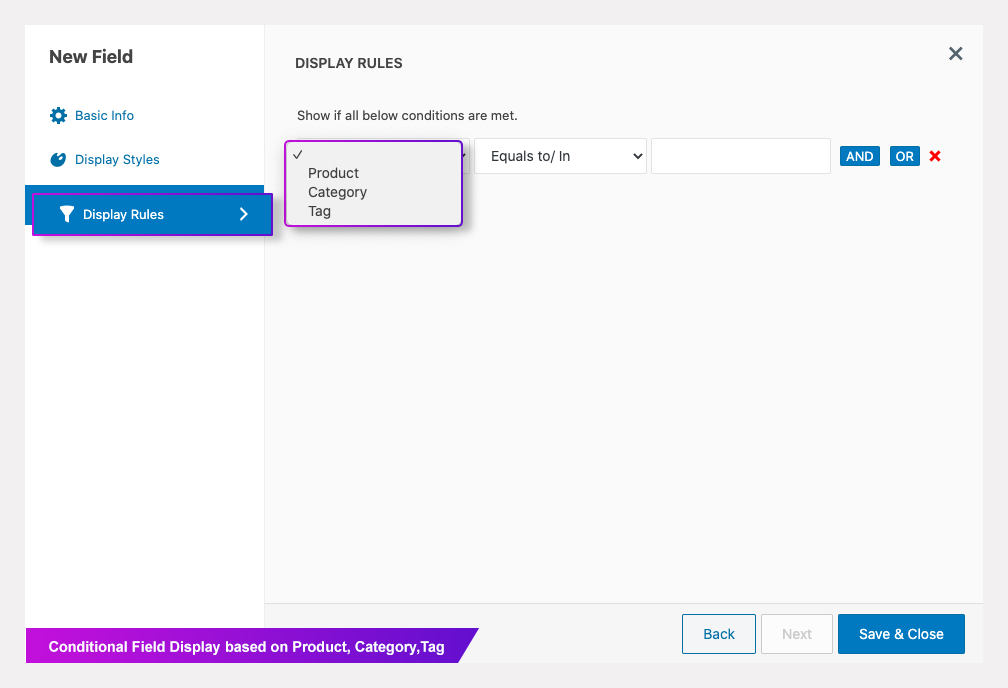 New Field
Basic Info
Display Styles
Display Rules
DISPLAY RULES
Show if all below conditions are met.
Product
Category
Tag
Equals to/ In
AND
OR
Back
Next
Save & Close
Conditional Field Display based on Product, Category,Tag